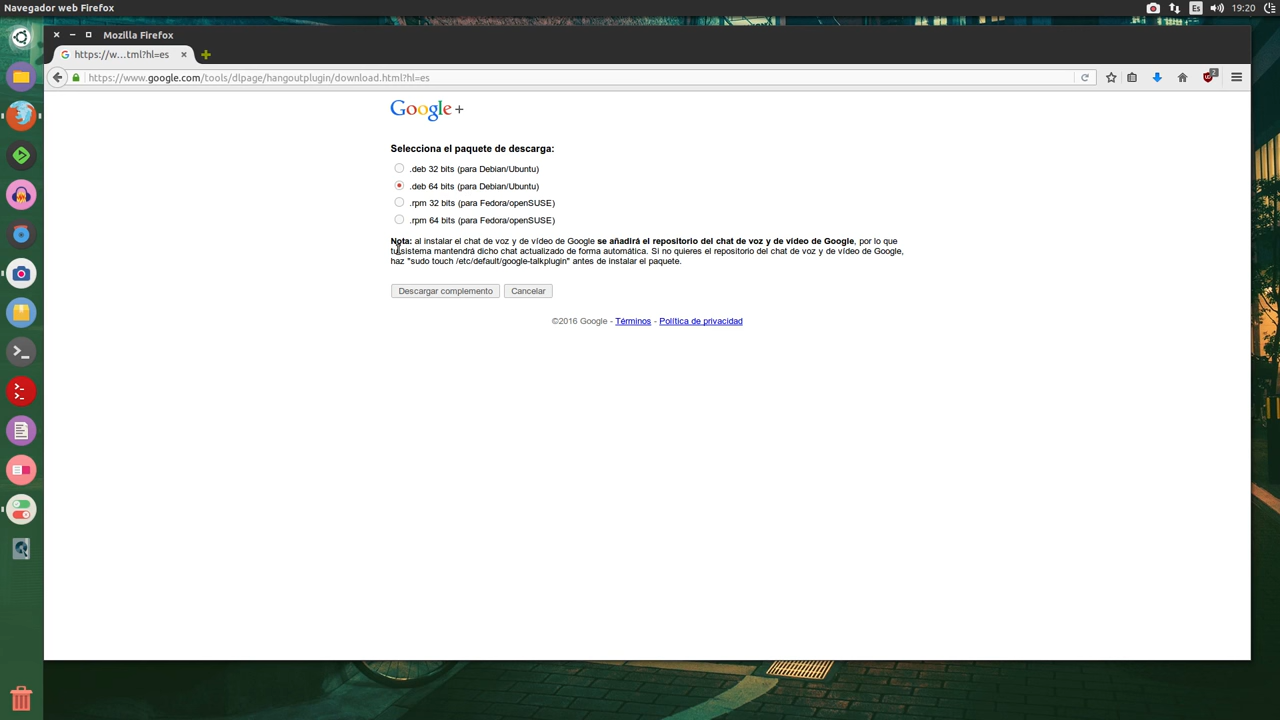 Navegador web Firefox
Es
19:20
Mozilla Firefox
https://w...tml?hl=es
https://www.google.com/tools/dlpage/hangoutplugin/download.html?hl=es
2
Google+
Selecciona el paquete de descarga:
.deb 32 bits (para Debian/Ubuntu)
.deb 64 bits (para Debian/Ubuntu)
.rpm 32 bits (para Fedora/openSUSE)
.rpm 64 bits (para Fedora/openSUSE)
Nota: al instalar el chat de voz y de vídeo de Google se añadirá el repositorio del chat de voz y de vídeo de Google, por lo que
tu sistema mantendrá dicho chat actualizado de forma automática. Si no quieres el repositorio del chat de voz y de vídeo de Google,
haz "sudo touch /etc/default/google-talkplugin" antes de instalar el paquete.
Descargar complemento
Cancelar
©2016 Google - Términos - Política de privacidad